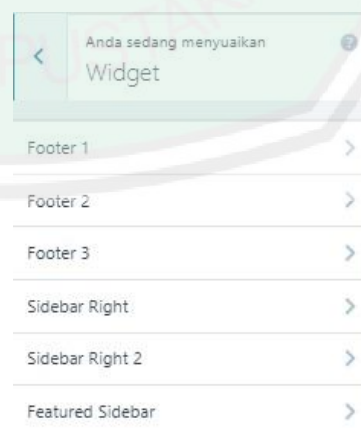 Anda sedang menyuaikan
Widget
Footer 1
Footer 2
Footer 3
Sidebar Right
Sidebar Right 2
Featured Sidebar